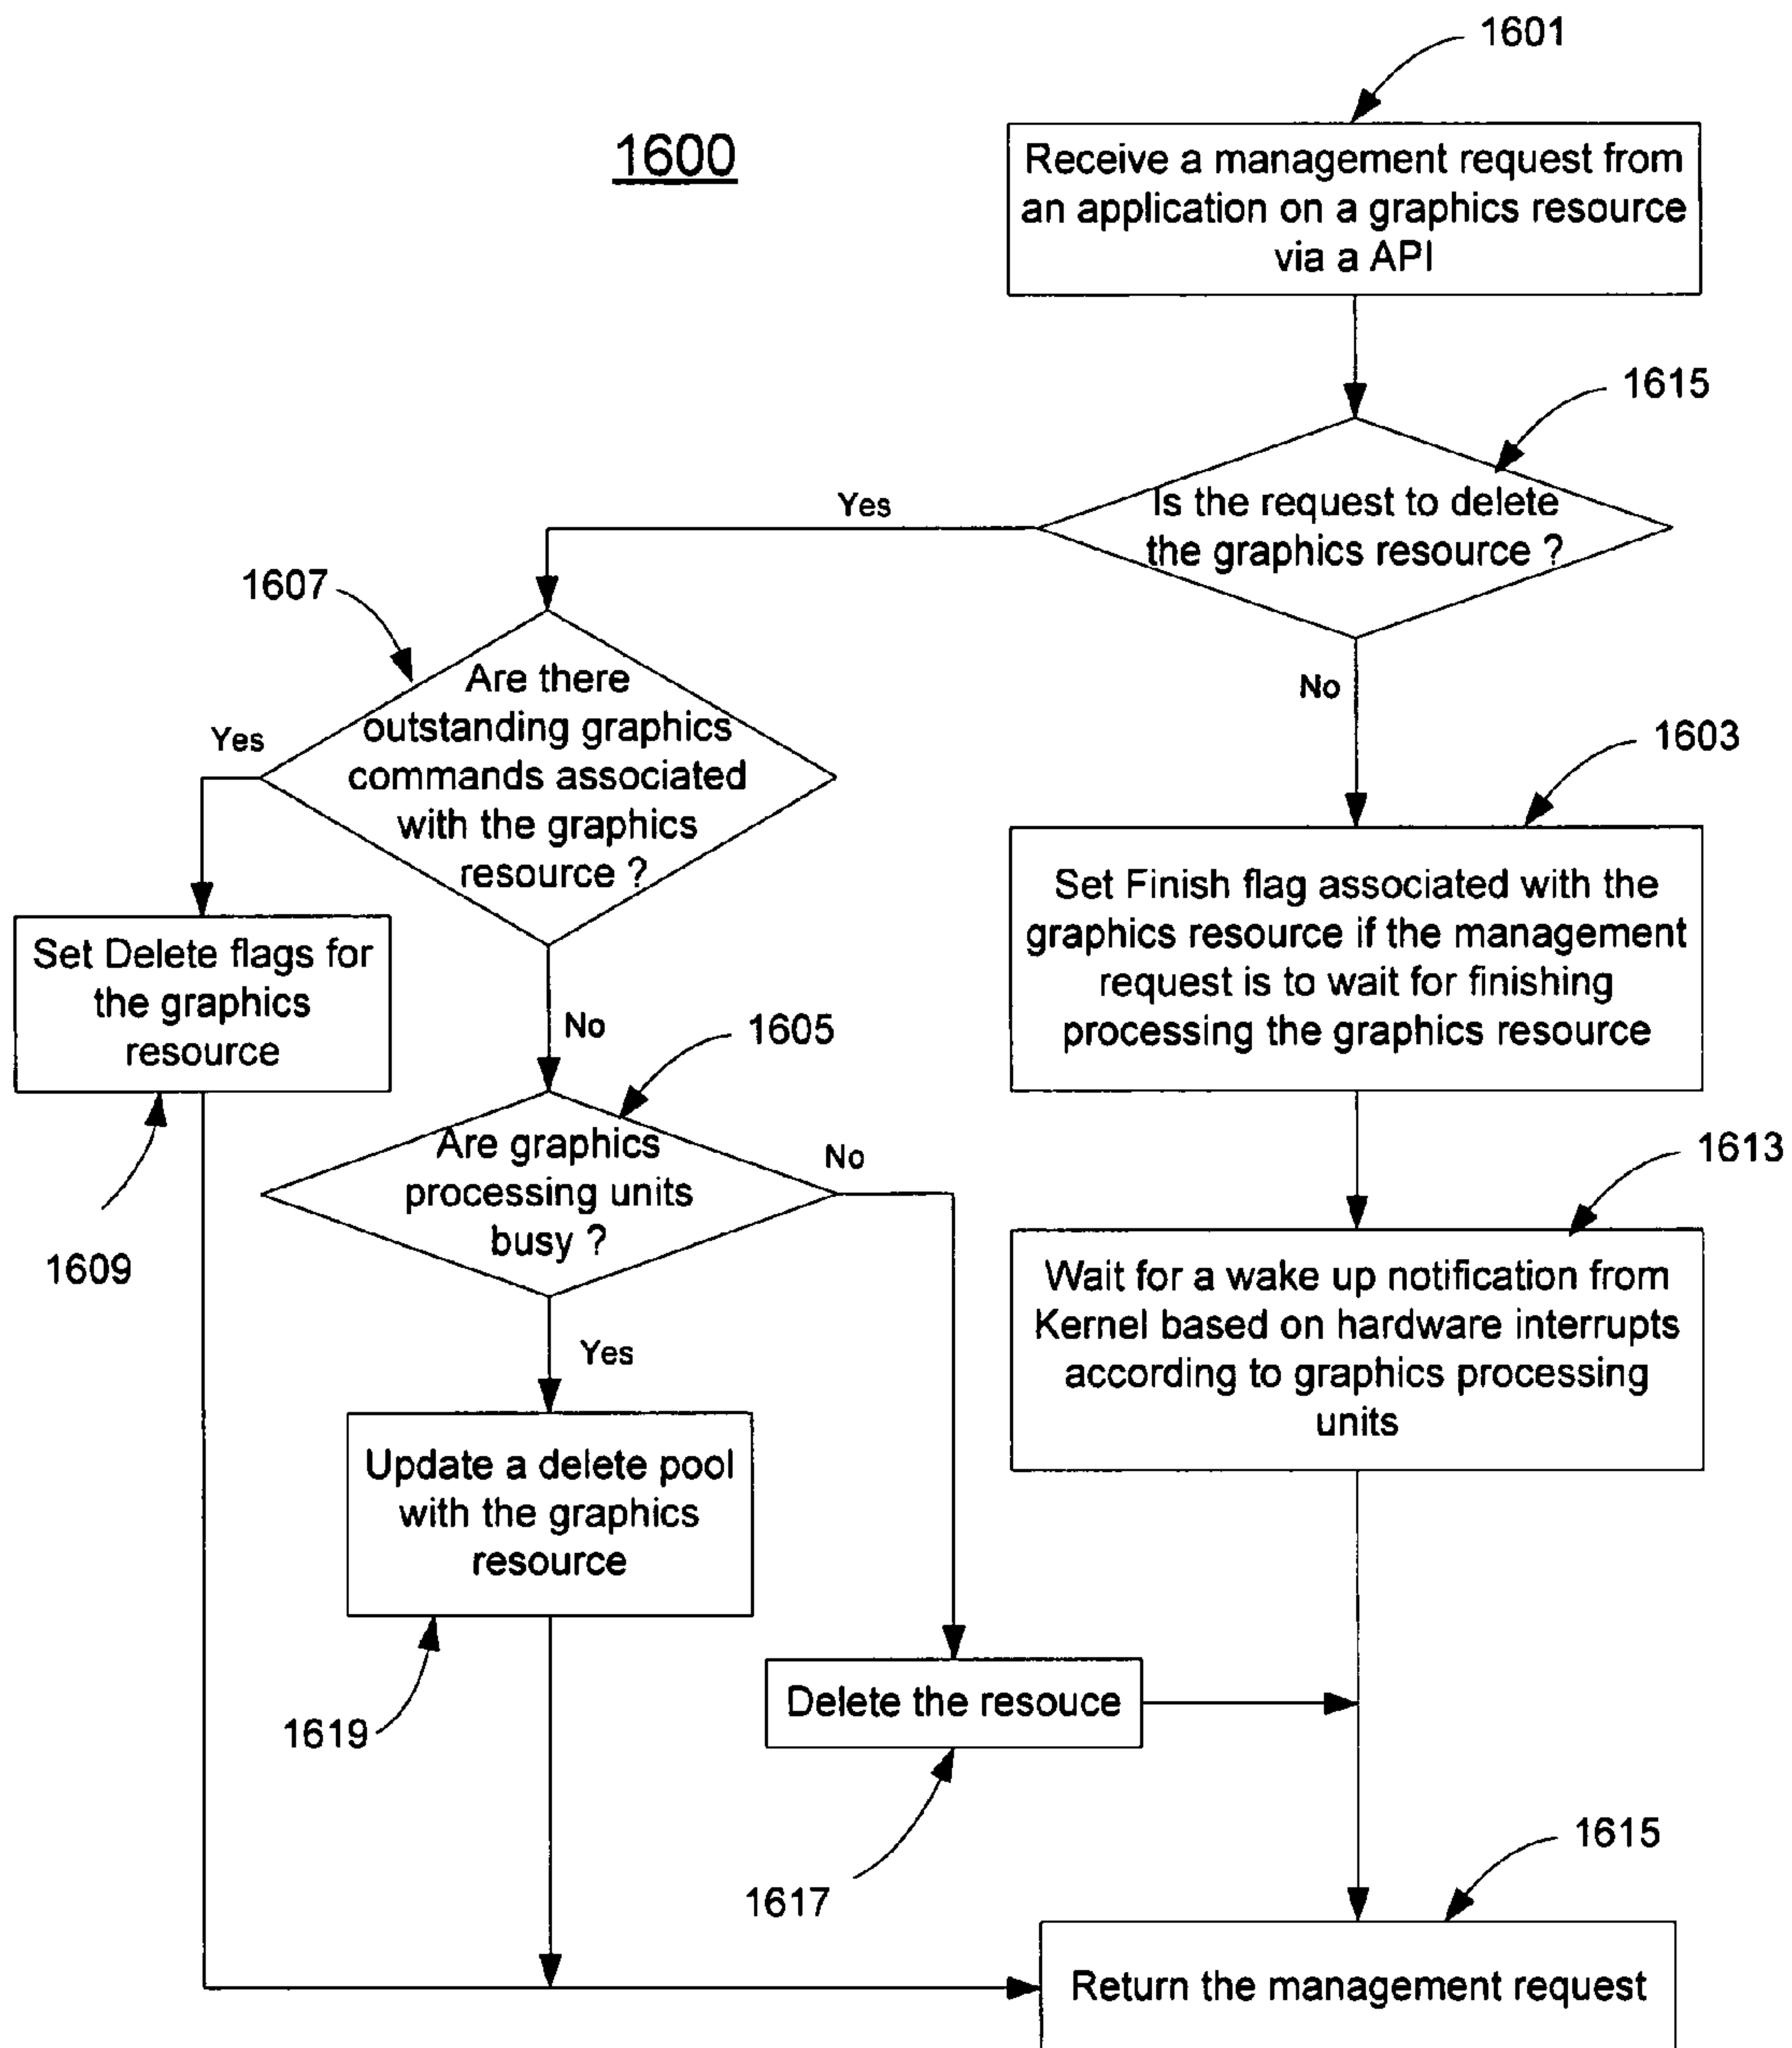 1601
1600
Receive a management request from
an application on a graphics resource
via a API
1615
Is the request to delete
the graphics resource ?
Yes
No
1607
Are there
outstanding graphics
commands associated
with the graphics
resource ?
Yes
No
1603
Set Finish flag associated with the
graphics resource if the management
request is to wait for finishing
processing the graphics resource
Set Delete flags for
the graphics
resource
1609
1605
Are graphics
processing units
busy ?
No
Yes
1613
Wait for a wake up notification from
Kernel based on hardware interrupts
according to graphics processing
units
Update a delete pool
with the graphics
resource
1619
Delete the resouce
1617
1615
Return the management request